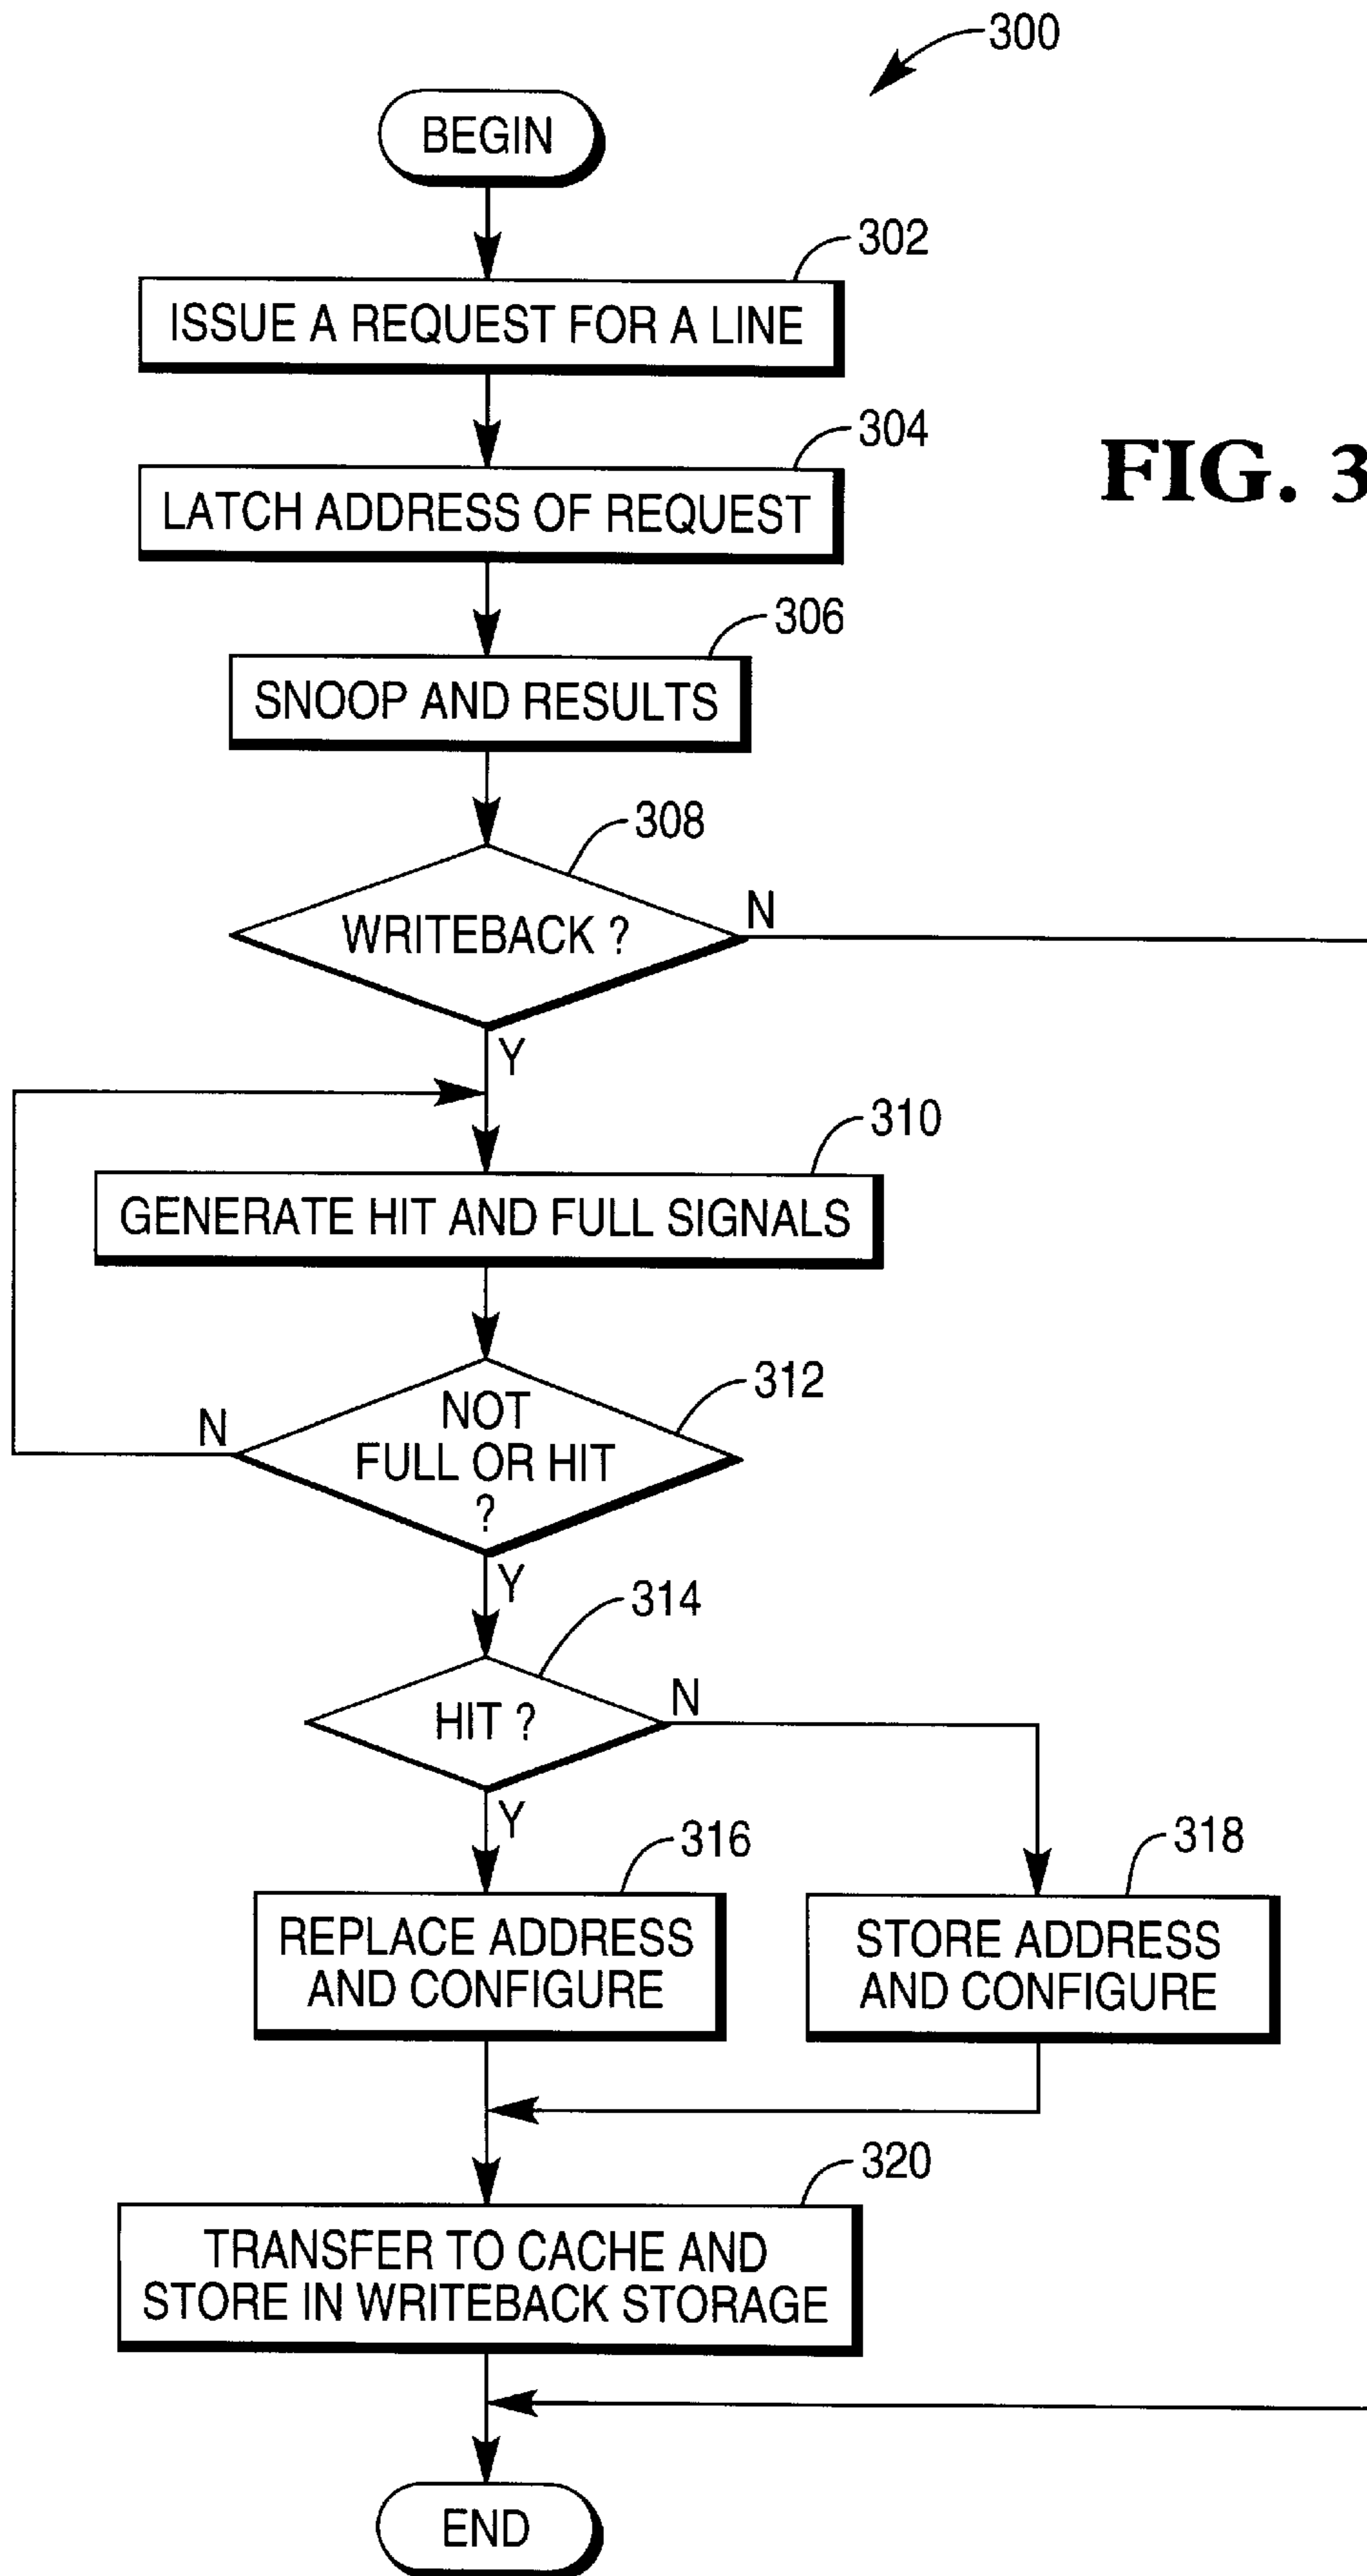 300
BEGIN
302
ISSUE A REQUEST FOR A LINE
304
LATCH ADDRESS OF REQUEST
FIG. 3
306
SNOOP AND RESULTS
308
WRITEBACK ?
N
Y
310
GENERATE HIT AND FULL SIGNALS
312
NOT
FULL OR HIT
?
N
Y
314
HIT ?
N
Y
316
318
REPLACE ADDRESS
AND CONFIGURE
STORE ADDRESS
AND CONFIGURE
320
TRANSFER TO CACHE AND
STORE IN WRITEBACK STORAGE
END